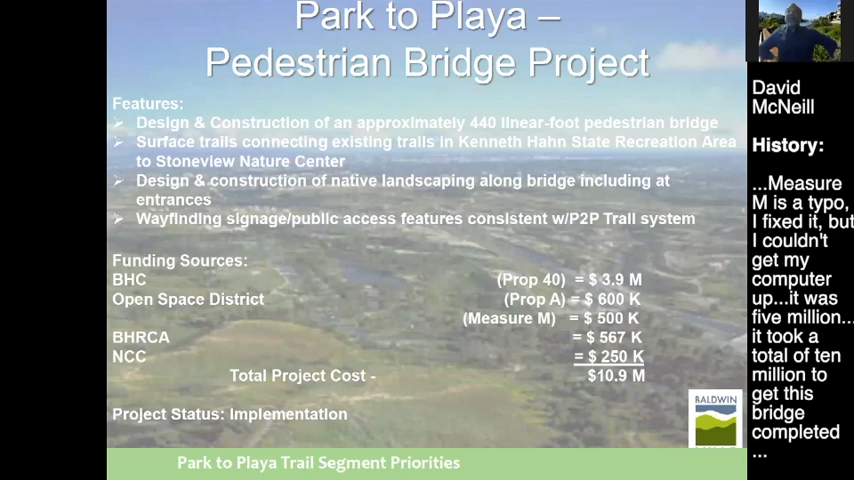 Park to Playa –
Pedestrian Bridge Project
Features:
➢ Design & Construction of an approximately 440 linear-foot pedestrian bridge
➢ Surface trails connecting existing trails in Kenneth Hahn State Recreation Area
to Stoneview Nature Center
➢ Design & construction of native landscaping along bridge including at
entrances
➢ Wayfinding signage/public access features consistent w/P2P Trail system
Funding Sources:
BHC (Prop 40) = $ 3.9 M
Open Space District (Prop A) = $ 600 K
(Measure M) = $ 500 K
BHRCA = $ 567 K
NCC = $ 250 K
Total Project Cost - $10.9 M
Project Status: Implementation
BALDWIN
Park to Playa Trail Segment Priorities
David
McNeill
History:
...Measure
M is a typo,
I fixed it, but
I couldn't
get my
computer
up...it was
five million...
it took a
total of ten
million to
get this
bridge
completed
...